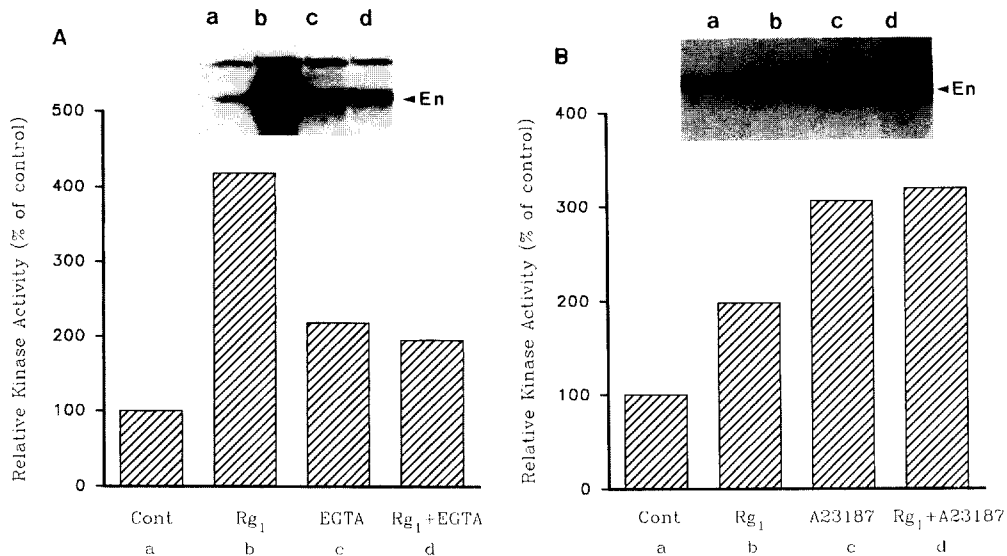 A
a b c d
◄En
Relative Kinase Activity (% of control)
500
400
300
200
100
0
Cont Rg₁ EGTA Rg₁+EGTA
a b c d
B
a b c d
◄En
Relative Kinase Activity (% of control)
400
300
200
100
0
Cont Rg₁ A23187 Rg₁+A23187
a b c d